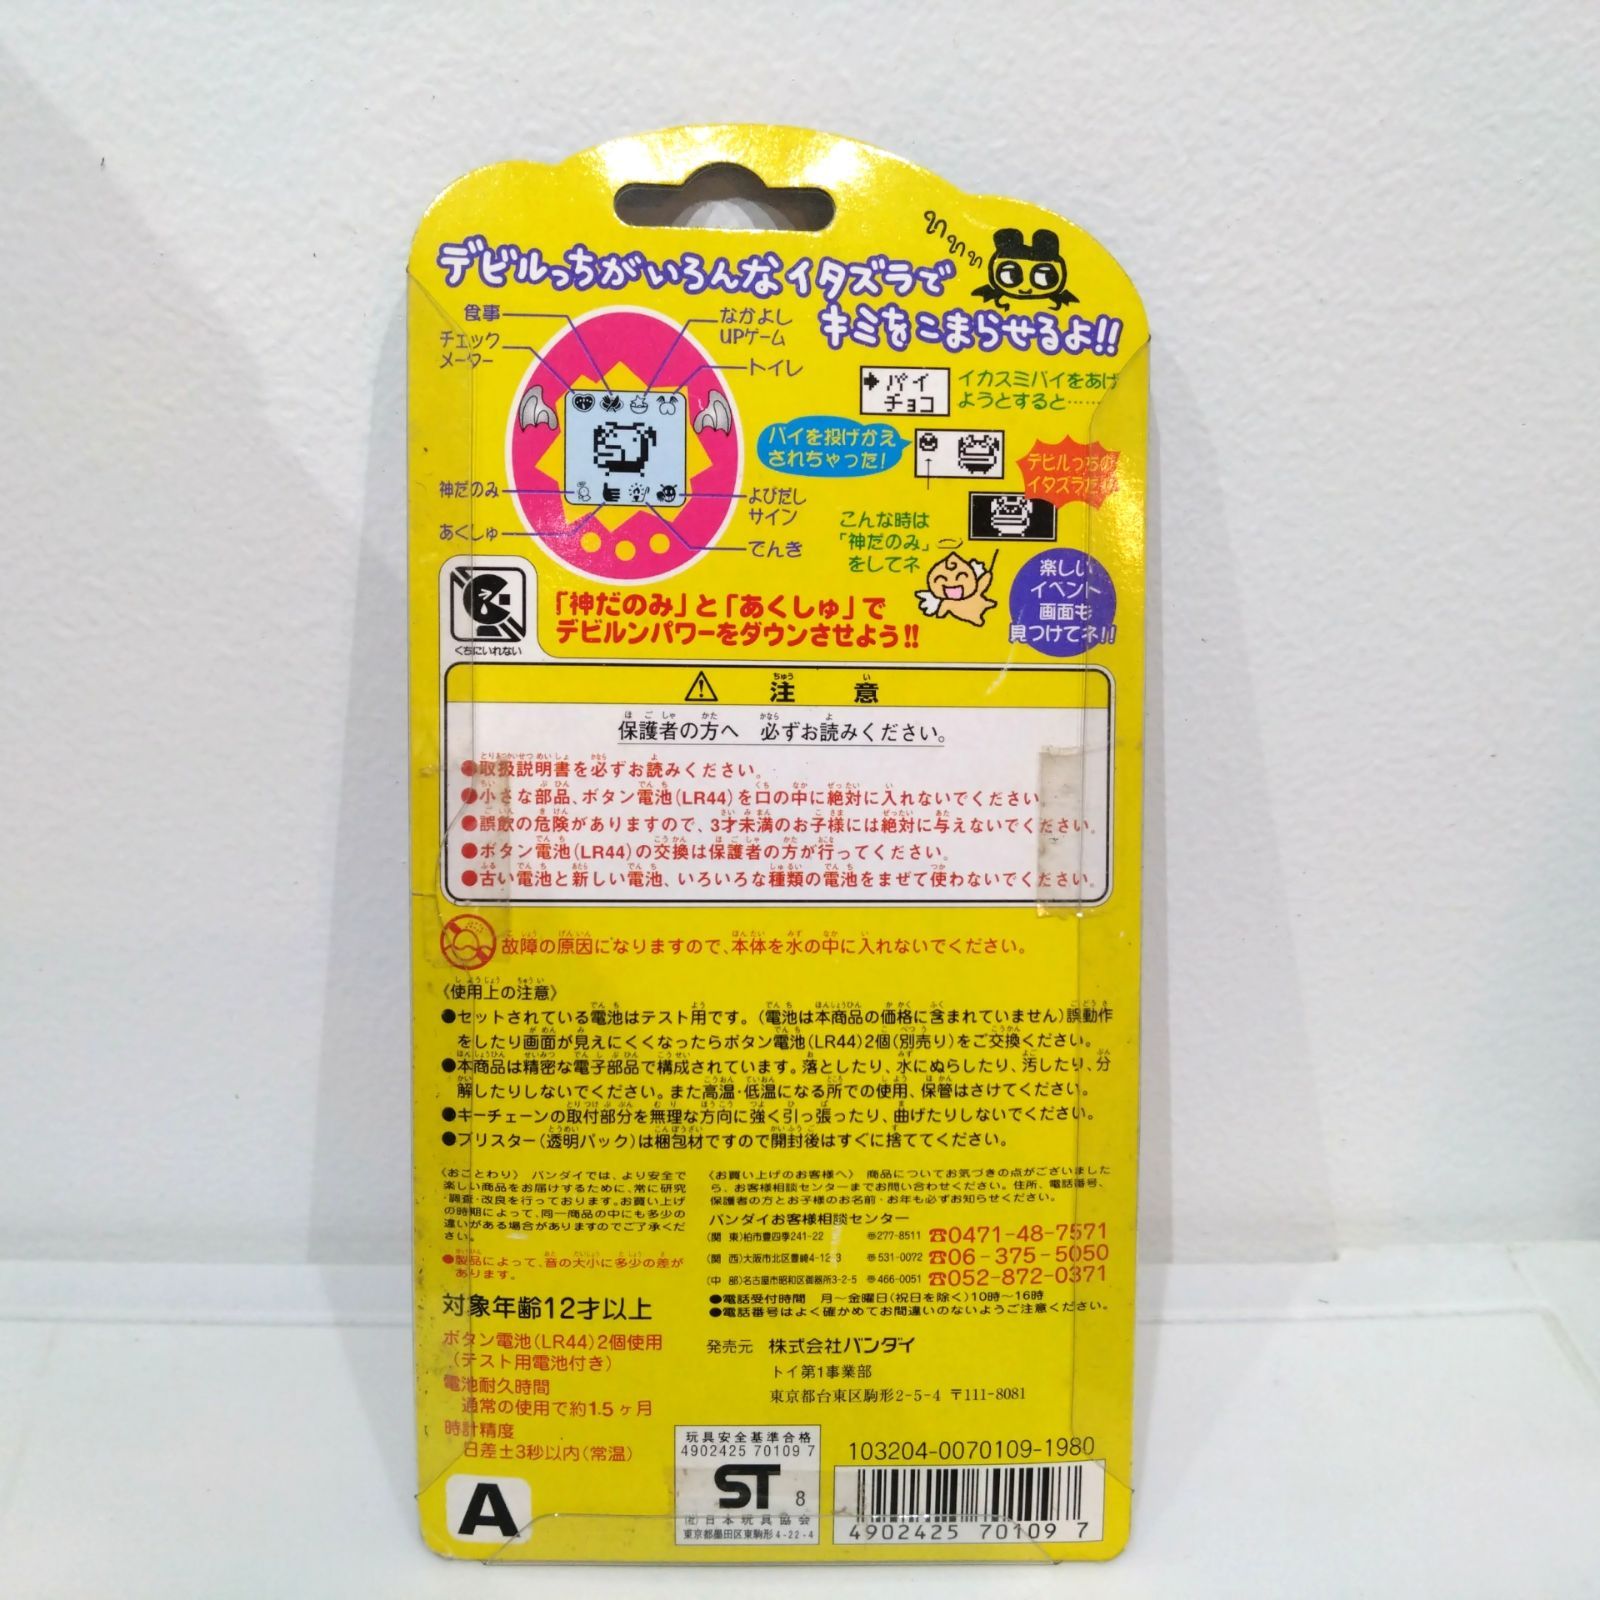 デビルっちがいろんなイタズラで
キミをこまらせるよ!!
食事
チェック
メーター
なかよし
UPゲーム
トイレ
神だのみ
あくしゅ
よびだし
サイン
でんき
パイ
チョコ
イカスミパイをあげ
ようとすると……
パイを投げかえ
されちゃった!
デビルっちの
イタズラだ
こんな時は
「神だのみ」
をしてネ
楽しい
イベント
画面も
見つけてネ!!
くちにいれない
「神だのみ」と「あくしゅ」で
デビルンパワーをダウンさせよう!!
注意
保護者の方へ 必ずお読みください。
●取扱説明書を必ずお読みください。
●小さな部品、ボタン電池(LR44)を口の中に絶対に入れないでください。
●誤飲の危険がありますので、3才未満のお子様には絶対に与えないでください。
●ボタン電池(LR44)の交換は保護者の方が行ってください。
●古い電池と新しい電池、いろいろな種類の電池をまぜて使わないでください。
故障の原因になりますので、本体を水の中に入れないでください。
〈使用上の注意〉
●セットされている電池はテスト用です。(電池は本商品の価格に含まれていません)誤動作
をしたり画面が見えにくくなったらボタン電池(LR44)2個(別売り)をご交換ください。
●本商品は精密な電子部品で構成されています。落としたり、水にぬらしたり、汚したり、分
解したりしないでください。また高温・低温になる所での使用、保管はさけてください。
●キーチェーンの取付部分を無理な方向に強く引っ張ったり、曲げたりしないでください。
●ブリスター(透明パック)は梱包材ですので開封後はすぐに捨ててください。
〈おことわり〉 バンダイでは、より安全で
楽しい商品をお届けするために、常に研究
・調査・改良を行っております。お買い上げ
の時期によって、同一商品の中にも多少の
違いがある場合がありますのでご了承くだ
さい。
●製品によって、音の大小に多少の差が
あります。
対象年齢12才以上
ボタン電池(LR44)2個使用
(テスト用電池付き)
電池耐久時間
通常の使用で約1.5ヶ月
時計精度
日差±3秒以内(常温)
〈お買い上げのお客様へ〉 商品についてお気づきの点がございました
ら、お客様相談センターまでお問い合わせください。住所、電話番号、
保護者の方とお子様のお名前・お年も必ずお知らせください。
バンダイお客様相談センター
(関 東)柏市豊四季241-22 〒277-8511 ☎0471-48-7571
(関 西)大阪市北区豊崎4-12-3 〒531-0072 ☎06-375-5050
(中 部)名古屋市昭和区御器所3-2-5 〒466-0051 ☎052-872-0371
●電話受付時間 月～金曜日(祝日を除く)10時～16時
●電話番号はよく確かめてお間違いのないようご注意ください。
発売元 株式会社バンダイ
トイ第1事業部
東京都台東区駒形2-5-4 〒111-8081
A
玩具安全基準合格
4902425 70109 7
ST 8
(社)日本玩具協会
東京都墨田区東駒形4-22-4
103204-0070109-1980
4902425 70109 7